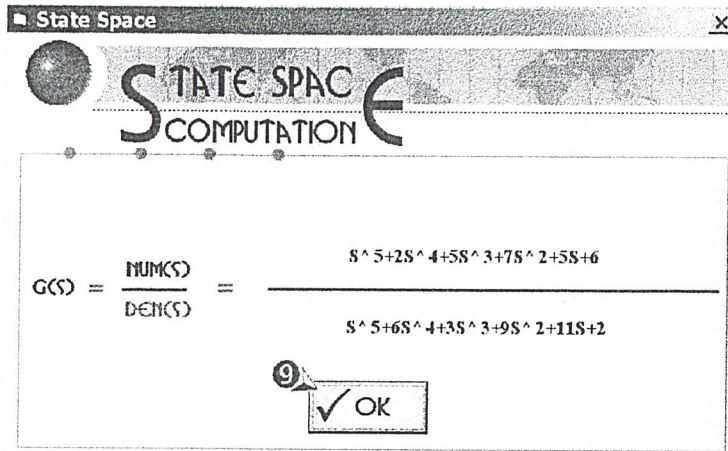 State Space
STATE SPACE
COMPUTATION
G(S) = NUM(S) / DEN(S) = S^5+2S^4+5S^3+7S^2+5S+6
S^5+6S^4+3S^3+9S^2+11S+2
9
OK